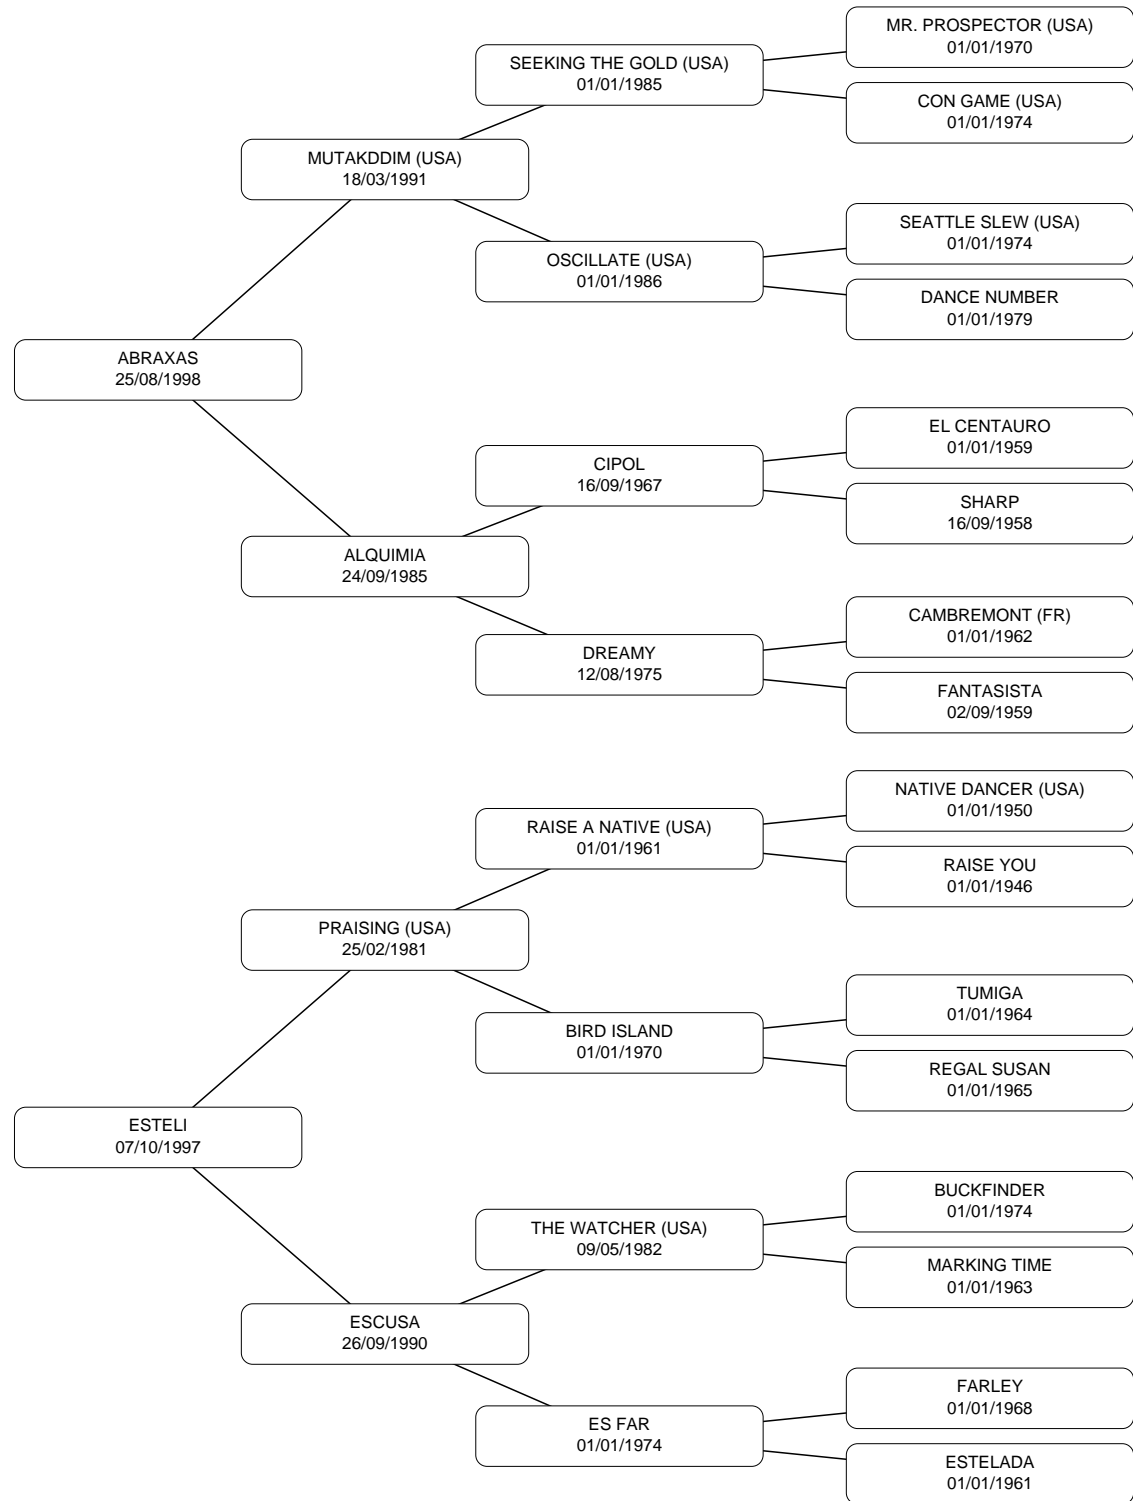 MR. PROSPECTOR (USA)
01/01/1970
SEEKING THE GOLD (USA)
01/01/1985
CON GAME (USA)
01/01/1974
MUTAKDDIM (USA)
18/03/1991
SEATTLE SLEW (USA)
01/01/1974
OSCILLATE (USA)
01/01/1986
DANCE NUMBER
01/01/1979
ABRAXAS
25/08/1998
EL CENTAURO
01/01/1959
CIPOL
16/09/1967
SHARP
16/09/1958
ALQUIMIA
24/09/1985
CAMBREMONT (FR)
01/01/1962
DREAMY
12/08/1975
FANTASISTA
02/09/1959
NATIVE DANCER (USA)
01/01/1950
RAISE A NATIVE (USA)
01/01/1961
RAISE YOU
01/01/1946
PRAISING (USA)
25/02/1981
TUMIGA
01/01/1964
BIRD ISLAND
01/01/1970
REGAL SUSAN
01/01/1965
ESTELI
07/10/1997
BUCKFINDER
01/01/1974
THE WATCHER (USA)
09/05/1982
MARKING TIME
01/01/1963
ESCUSA
26/09/1990
FARLEY
01/01/1968
ES FAR
01/01/1974
ESTELADA
01/01/1961